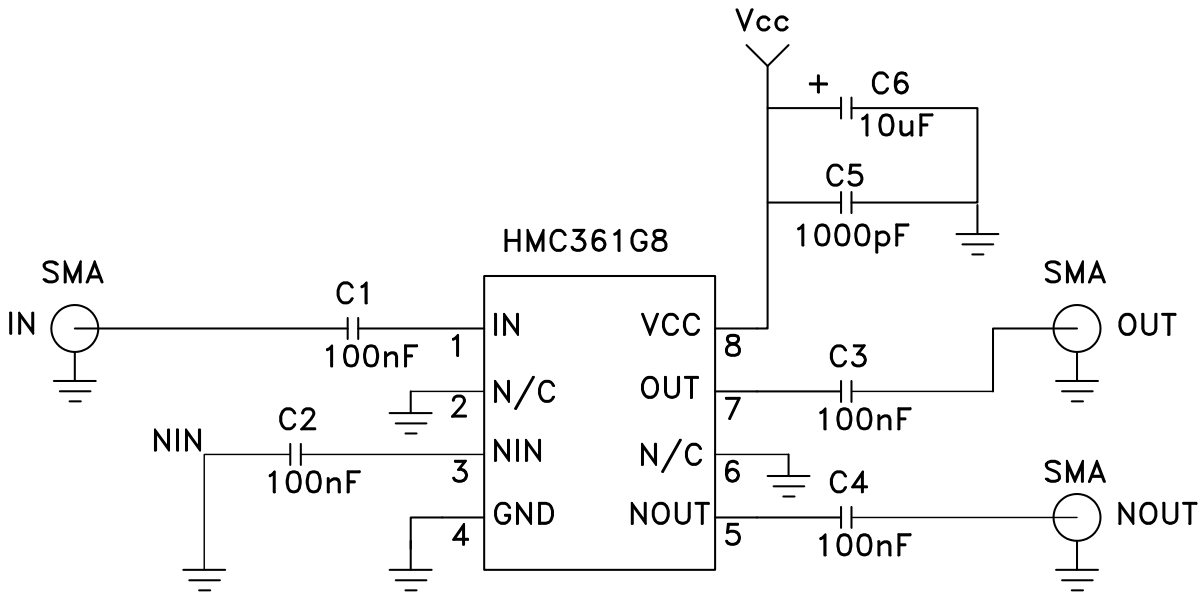 Vcc
+ C6
10uF
C5
1000pF
HMC361G8
SMA
IN
C1
100nF
1
IN
VCC
8
SMA
OUT
C3
100nF
2
N/C
OUT
7
NIN
C2
100nF
3
NIN
N/C
6
C4
100nF
SMA
NOUT
4
GND
NOUT
5